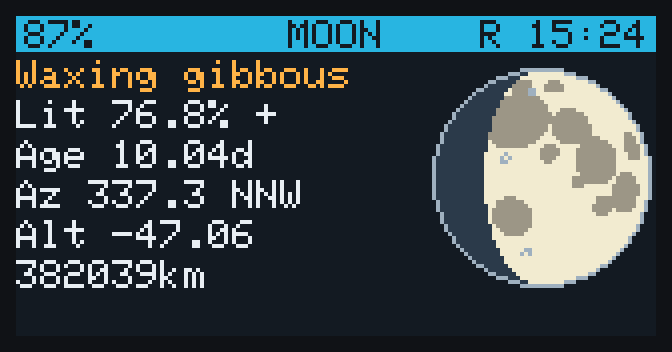 87% MOON R 15:24
Waxing gibbous
Lit 76.8% +
Age 10.04d
Az 337.3 NNW
Alt -47.06
382039km